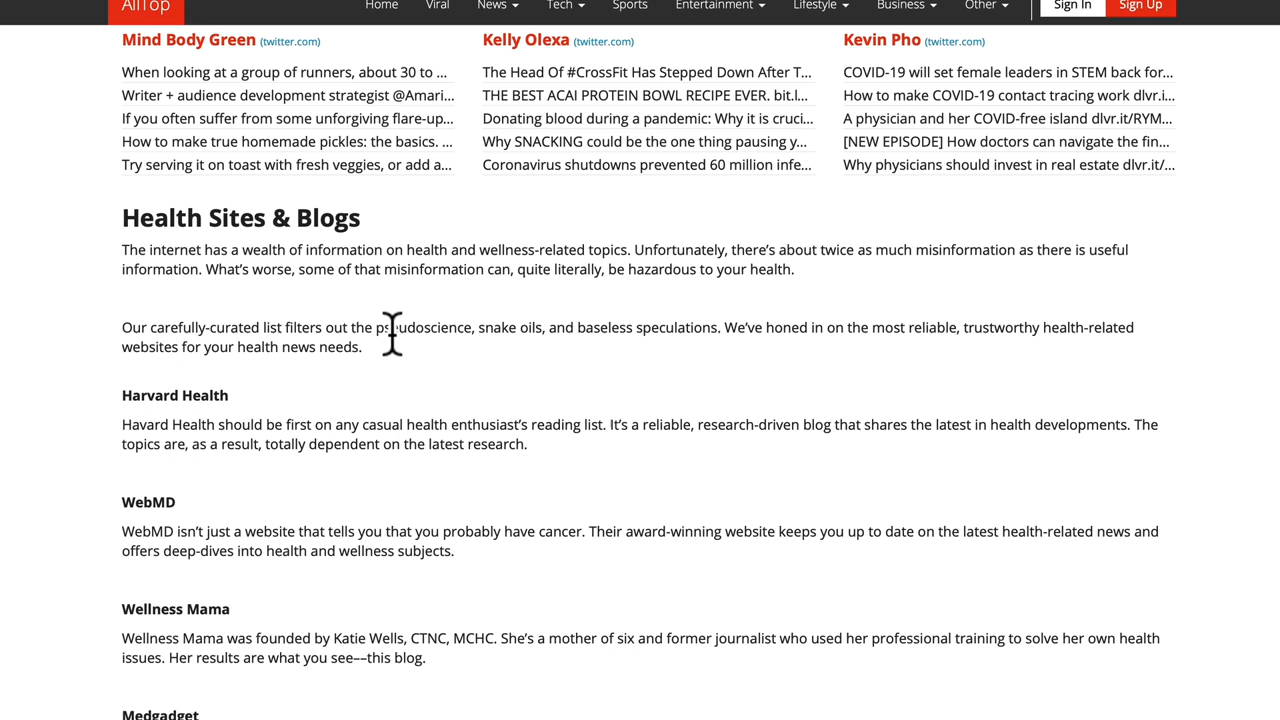 AllTop Home Viral News Tech Sports Entertainment Lifestyle Business Other Sign In Sign Up
Mind Body Green (twitter.com) Kelly Olexa (twitter.com) Kevin Pho (twitter.com)
When looking at a group of runners, about 30 to ... The Head Of #CrossFit Has Stepped Down After T... COVID-19 will set female leaders in STEM back for...
Writer + audience development strategist @Amari... THE BEST ACAI PROTEIN BOWL RECIPE EVER. bit.l... How to make COVID-19 contact tracing work dlvr.i...
If you often suffer from some unforgiving flare-up... Donating blood during a pandemic: Why it is cruci... A physician and her COVID-free island dlvr.it/RYM...
How to make true homemade pickles: the basics. ... Why SNACKING could be the one thing pausing y... [NEW EPISODE] How doctors can navigate the fin...
Try serving it on toast with fresh veggies, or add a... Coronavirus shutdowns prevented 60 million infe... Why physicians should invest in real estate dlvr.it/...
Health Sites & Blogs
The internet has a wealth of information on health and wellness-related topics. Unfortunately, there's about twice as much misinformation as there is useful
information. What's worse, some of that misinformation can, quite literally, be hazardous to your health.
Our carefully-curated list filters out the pseudoscience, snake oils, and baseless speculations. We've honed in on the most reliable, trustworthy health-related
websites for your health news needs.
Harvard Health
Havard Health should be first on any casual health enthusiast's reading list. It's a reliable, research-driven blog that shares the latest in health developments. The
topics are, as a result, totally dependent on the latest research.
WebMD
WebMD isn't just a website that tells you that you probably have cancer. Their award-winning website keeps you up to date on the latest health-related news and
offers deep-dives into health and wellness subjects.
Wellness Mama
Wellness Mama was founded by Katie Wells, CTNC, MCHC. She's a mother of six and former journalist who used her professional training to solve her own health
issues. Her results are what you see––this blog.
Medgadget